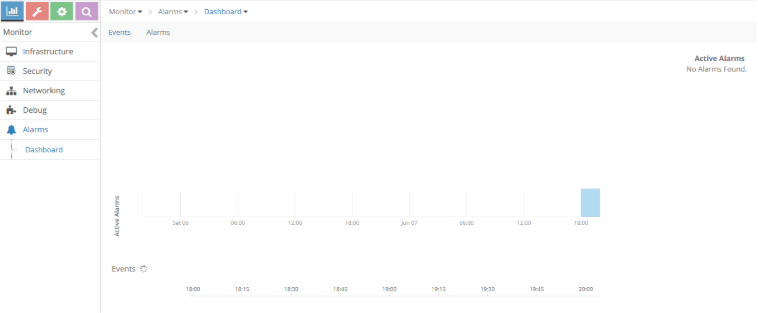 Monitor Alarms Dashboard
Monitor
Events Alarms
Infrastructure
Security
Networking
Debug
Alarms
Dashboard
Active Alarms
No Alarms Found.
Active Alarms
Sat 06 06:00 12:00 18:00 Jun 07 06:00 12:00 18:00
Events
18:00 18:15 18:30 18:45 19:00 19:15 19:30 19:45 20:00